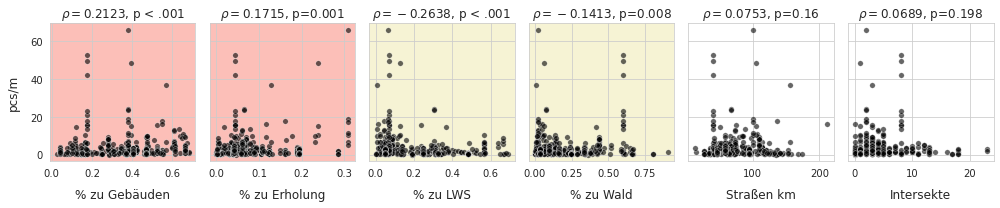 ρ = 0.2123, p < .001
ρ = 0.1715, p=0.001
ρ = −0.2638, p < .001
ρ = −0.1413, p=0.008
ρ = 0.0753, p=0.16
ρ = 0.0689, p=0.198
pcs/m
60
40
20
0
0.0 0.2 0.4 0.6
0.0 0.1 0.2 0.3
0.0 0.2 0.4 0.6
0.00 0.25 0.50 0.75
0 100 200
0 10 20
% zu Gebäuden
% zu Erholung
% zu LWS
% zu Wald
Straßen km
Intersekte